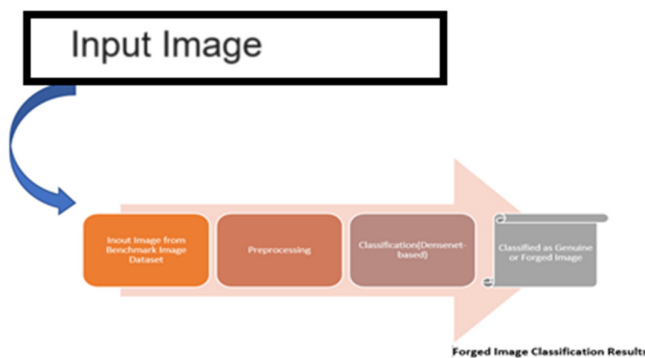 Input Image
Inout Image from
Benchmark Image
Dataset
Preprocessing
Classification(Densenet-
based)
Classified as Genuine
or Forged Image
Forged Image Classification Results